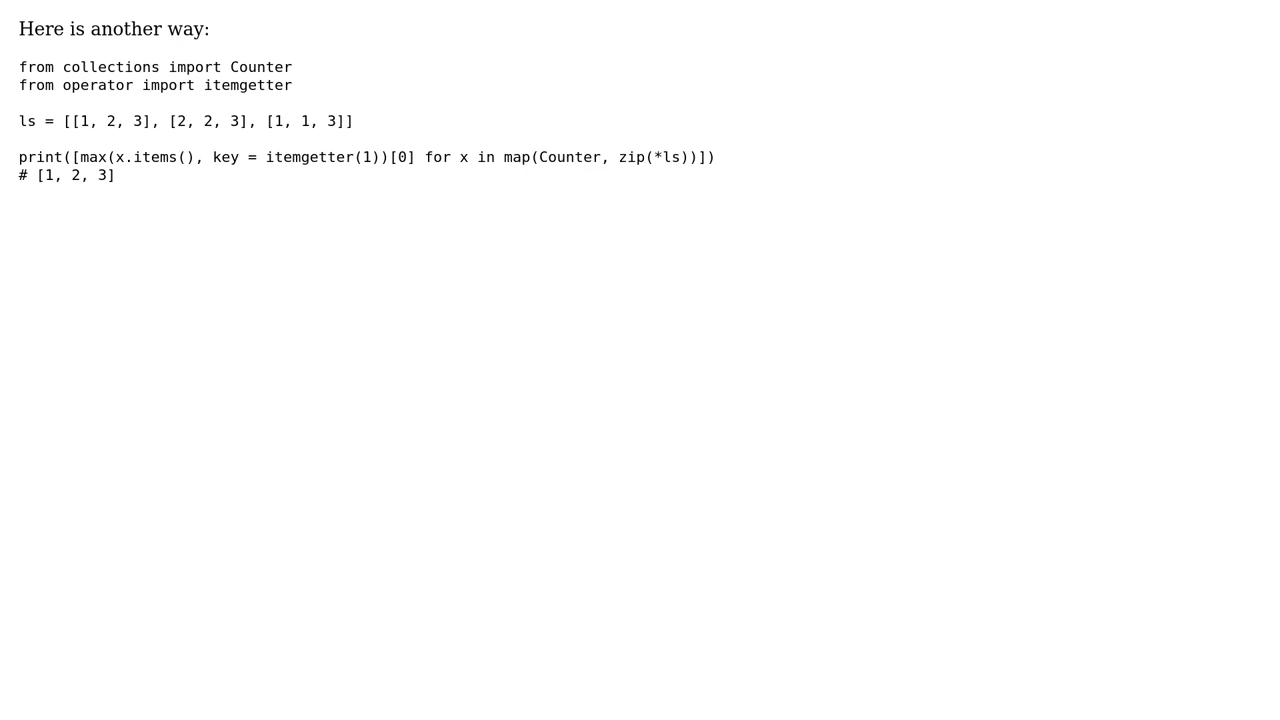 Here is another way:
from collections import Counter
from operator import itemgetter
ls = [[1, 2, 3], [2, 2, 3], [1, 1, 3]]
print([max(x.items(), key = itemgetter(1))[0] for x in map(Counter, zip(*ls))])
# [1, 2, 3]